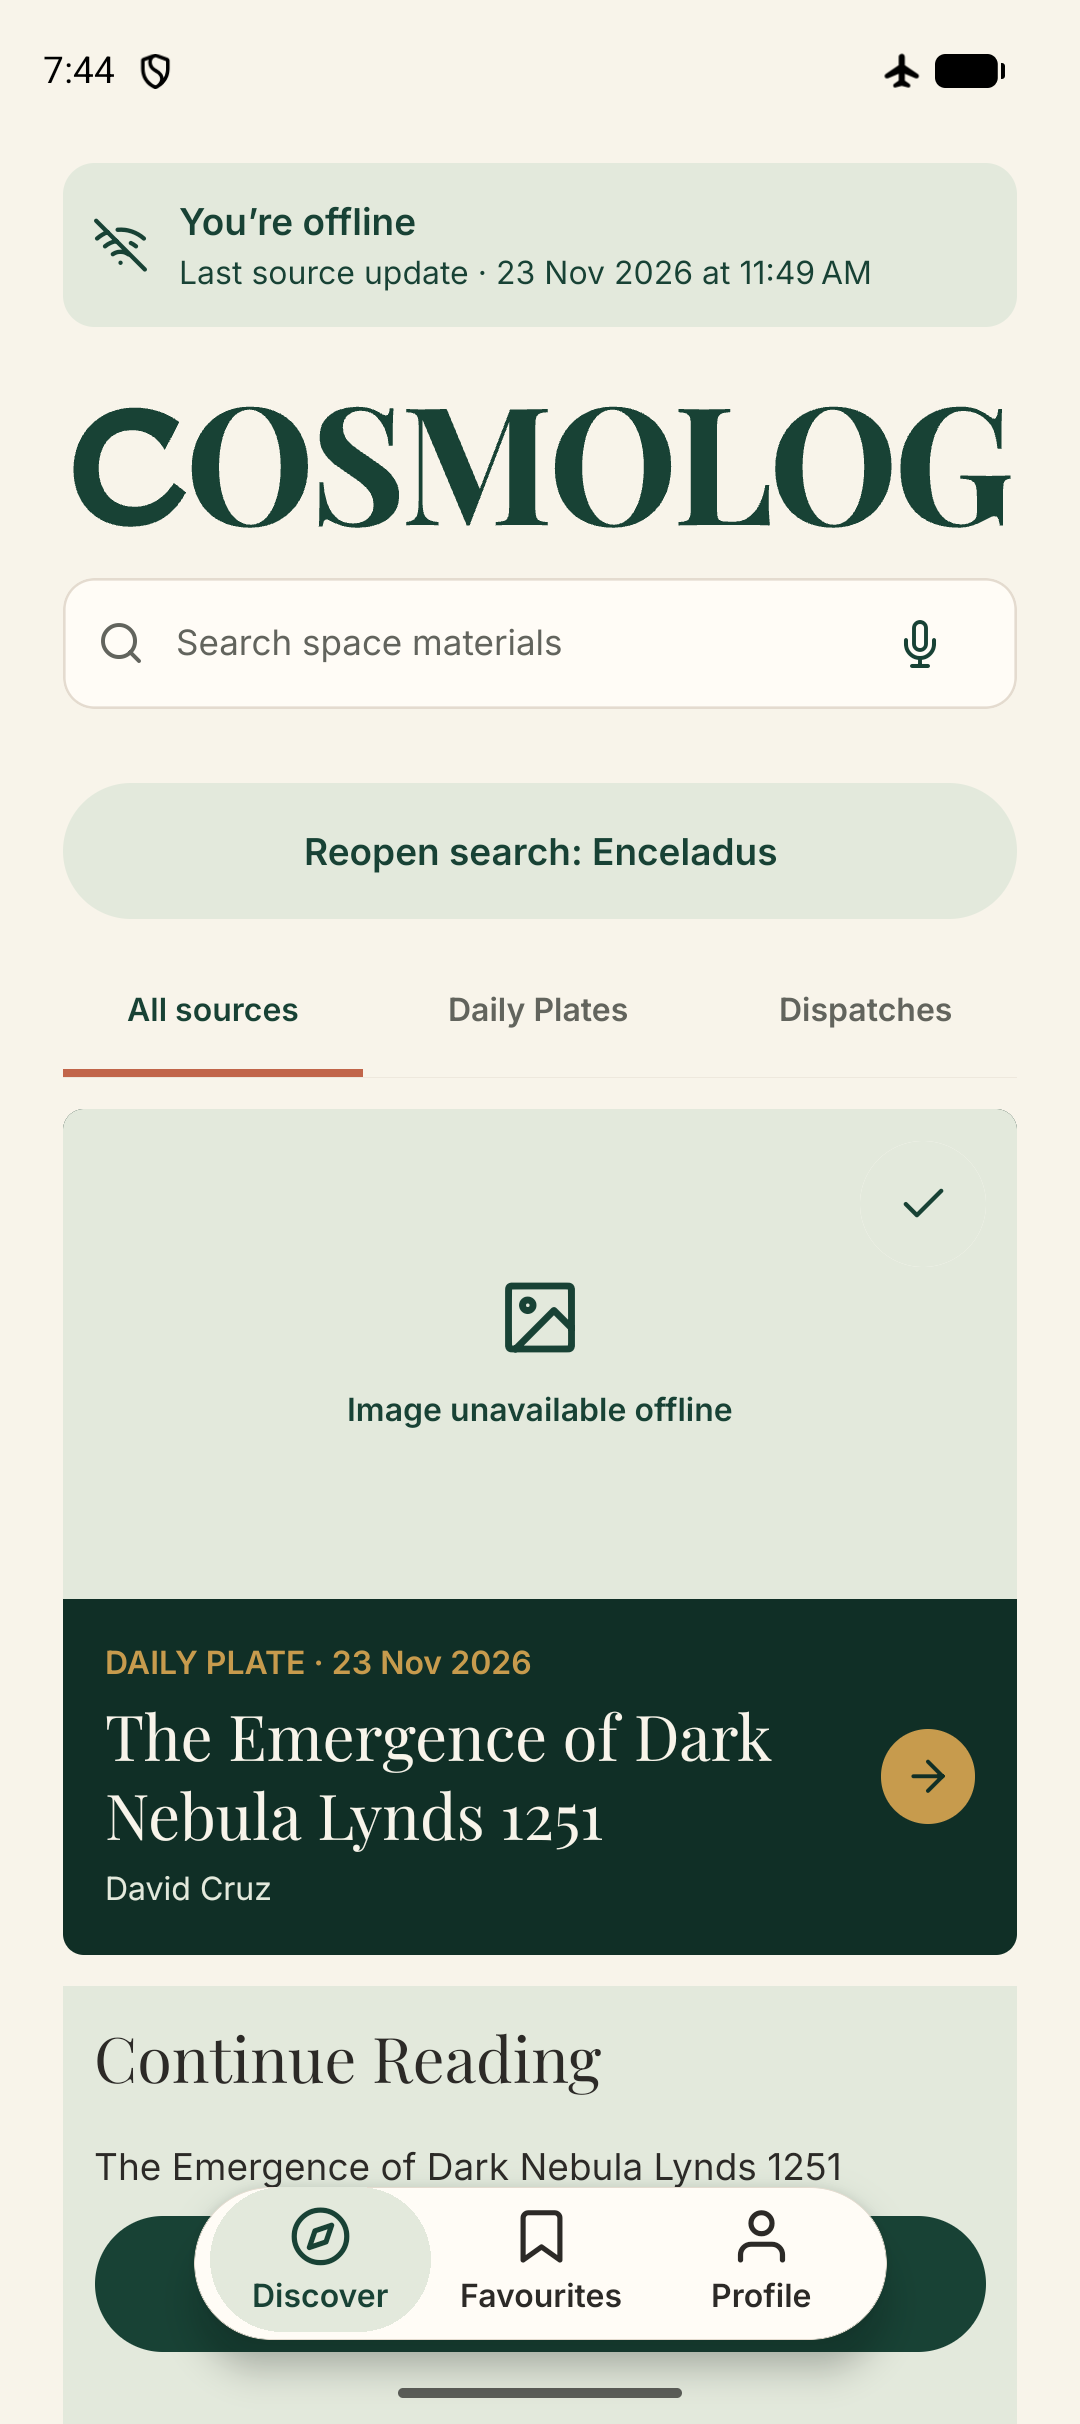 7:44
You're offline
Last source update · 23 Nov 2026 at 11:49 AM
COSMOLOG
Search space materials
Reopen search: Enceladus
All sources
Daily Plates
Dispatches
Image unavailable offline
DAILY PLATE · 23 Nov 2026
The Emergence of Dark
Nebula Lynds 1251
David Cruz
Continue Reading
The Emergence of Dark Nebula Lynds 1251
Discover
Favourites
Profile